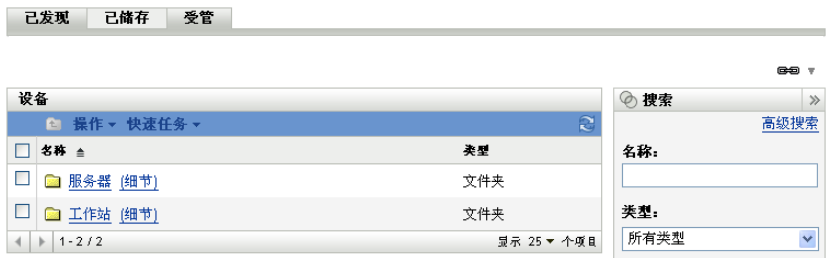 已发现 已储存 受管
设备
操作 快速任务
名称 类型
服务器 (细节) 文件夹
工作站 (细节) 文件夹
1 - 2 / 2 显示 25 个项目
搜索
高级搜索
名称:
类型:
所有类型